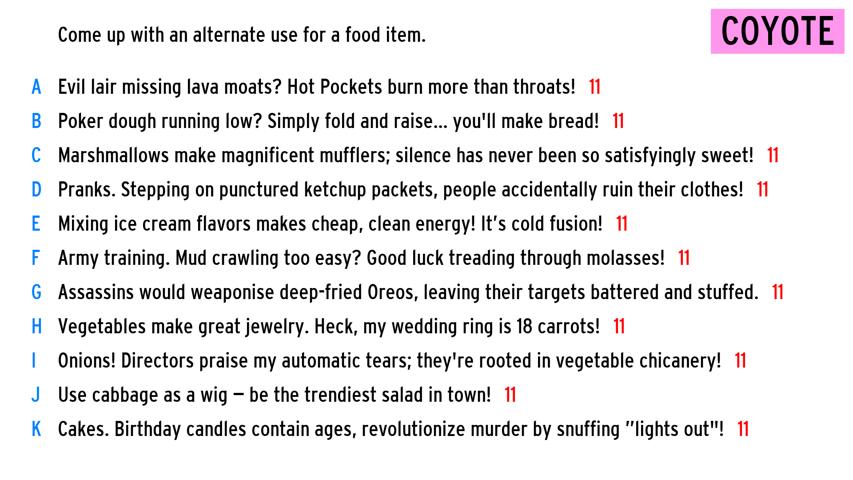 Come up with an alternate use for a food item.
COYOTE
A Evil lair missing lava moats? Hot Pockets burn more than throats! 11
B Poker dough running low? Simply fold and raise... you'll make bread! 11
C Marshmallows make magnificent mufflers; silence has never been so satisfyingly sweet! 11
D Pranks. Stepping on punctured ketchup packets, people accidentally ruin their clothes! 11
E Mixing ice cream flavors makes cheap, clean energy! It’s cold fusion! 11
F Army training. Mud crawling too easy? Good luck treading through molasses! 11
G Assassins would weaponise deep-fried Oreos, leaving their targets battered and stuffed. 11
H Vegetables make great jewelry. Heck, my wedding ring is 18 carrots! 11
I Onions! Directors praise my automatic tears; they're rooted in vegetable chicanery! 11
J Use cabbage as a wig – be the trendiest salad in town! 11
K Cakes. Birthday candles contain ages, revolutionize murder by snuffing ”lights out"! 11